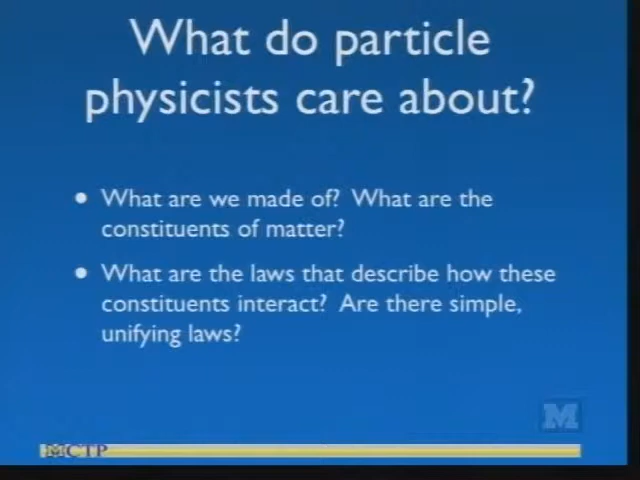 What do particle
physicists care about?
• What are we made of? What are the
constituents of matter?
• What are the laws that describe how these
constituents interact? Are there simple,
unifying laws?
M
MCTP